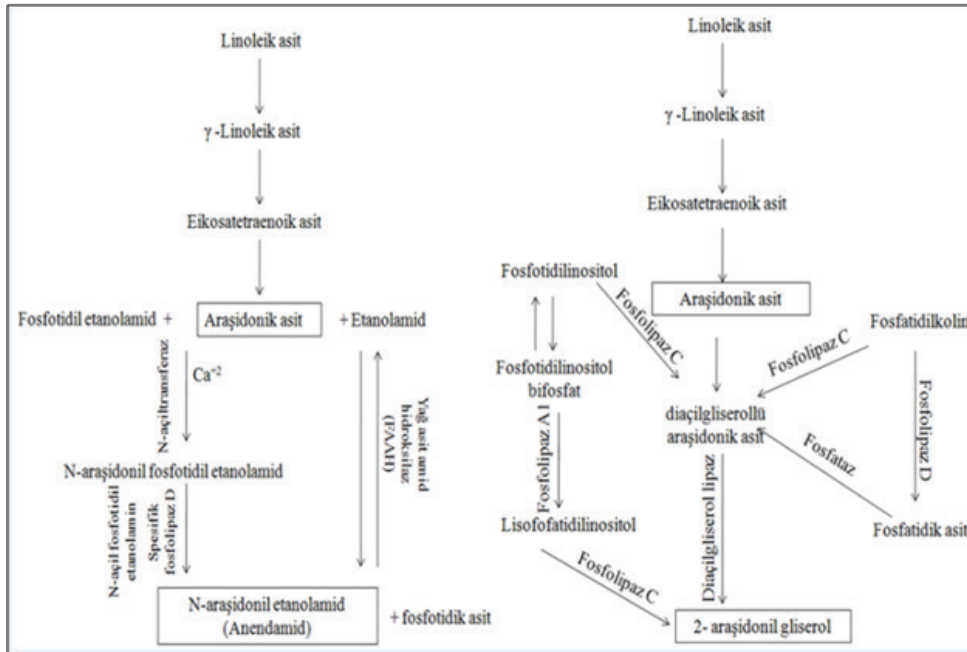 Linoleik asit
γ -Linoleik asit
Eikosatetraenoik asit
Fosfotidil etanolamid +
Araşidonik asit
+ Etanolamid
N-açiltransferaz
Ca+2
Yağ asit amid
hidroksilaz
(FAAH)
N-araşidonil fosfotidil etanolamid
N-açil fosfotidil
etanolamin
Spesifik
fosfolipaz D
N-araşidonil etanolamid
(Anendamid)
+ fosfotidik asit
Linoleik asit
γ -Linoleik asit
Eikosatetraenoik asit
Fosfotidilinositol
Araşidonik asit
Fosfatidilkolin
Fosfolipaz C
Fosfolipaz C
Fosfotidilinositol
bifosfat
diaçilgliserollü
araşidonik asit
Fosfolipaz A1
Fosfolipaz D
Fosfataz
Lisofofatidilinositol
Diaçilgliserol lipaz
Fosfatidik asit
Fosfolipaz C
2- araşidonil gliserol